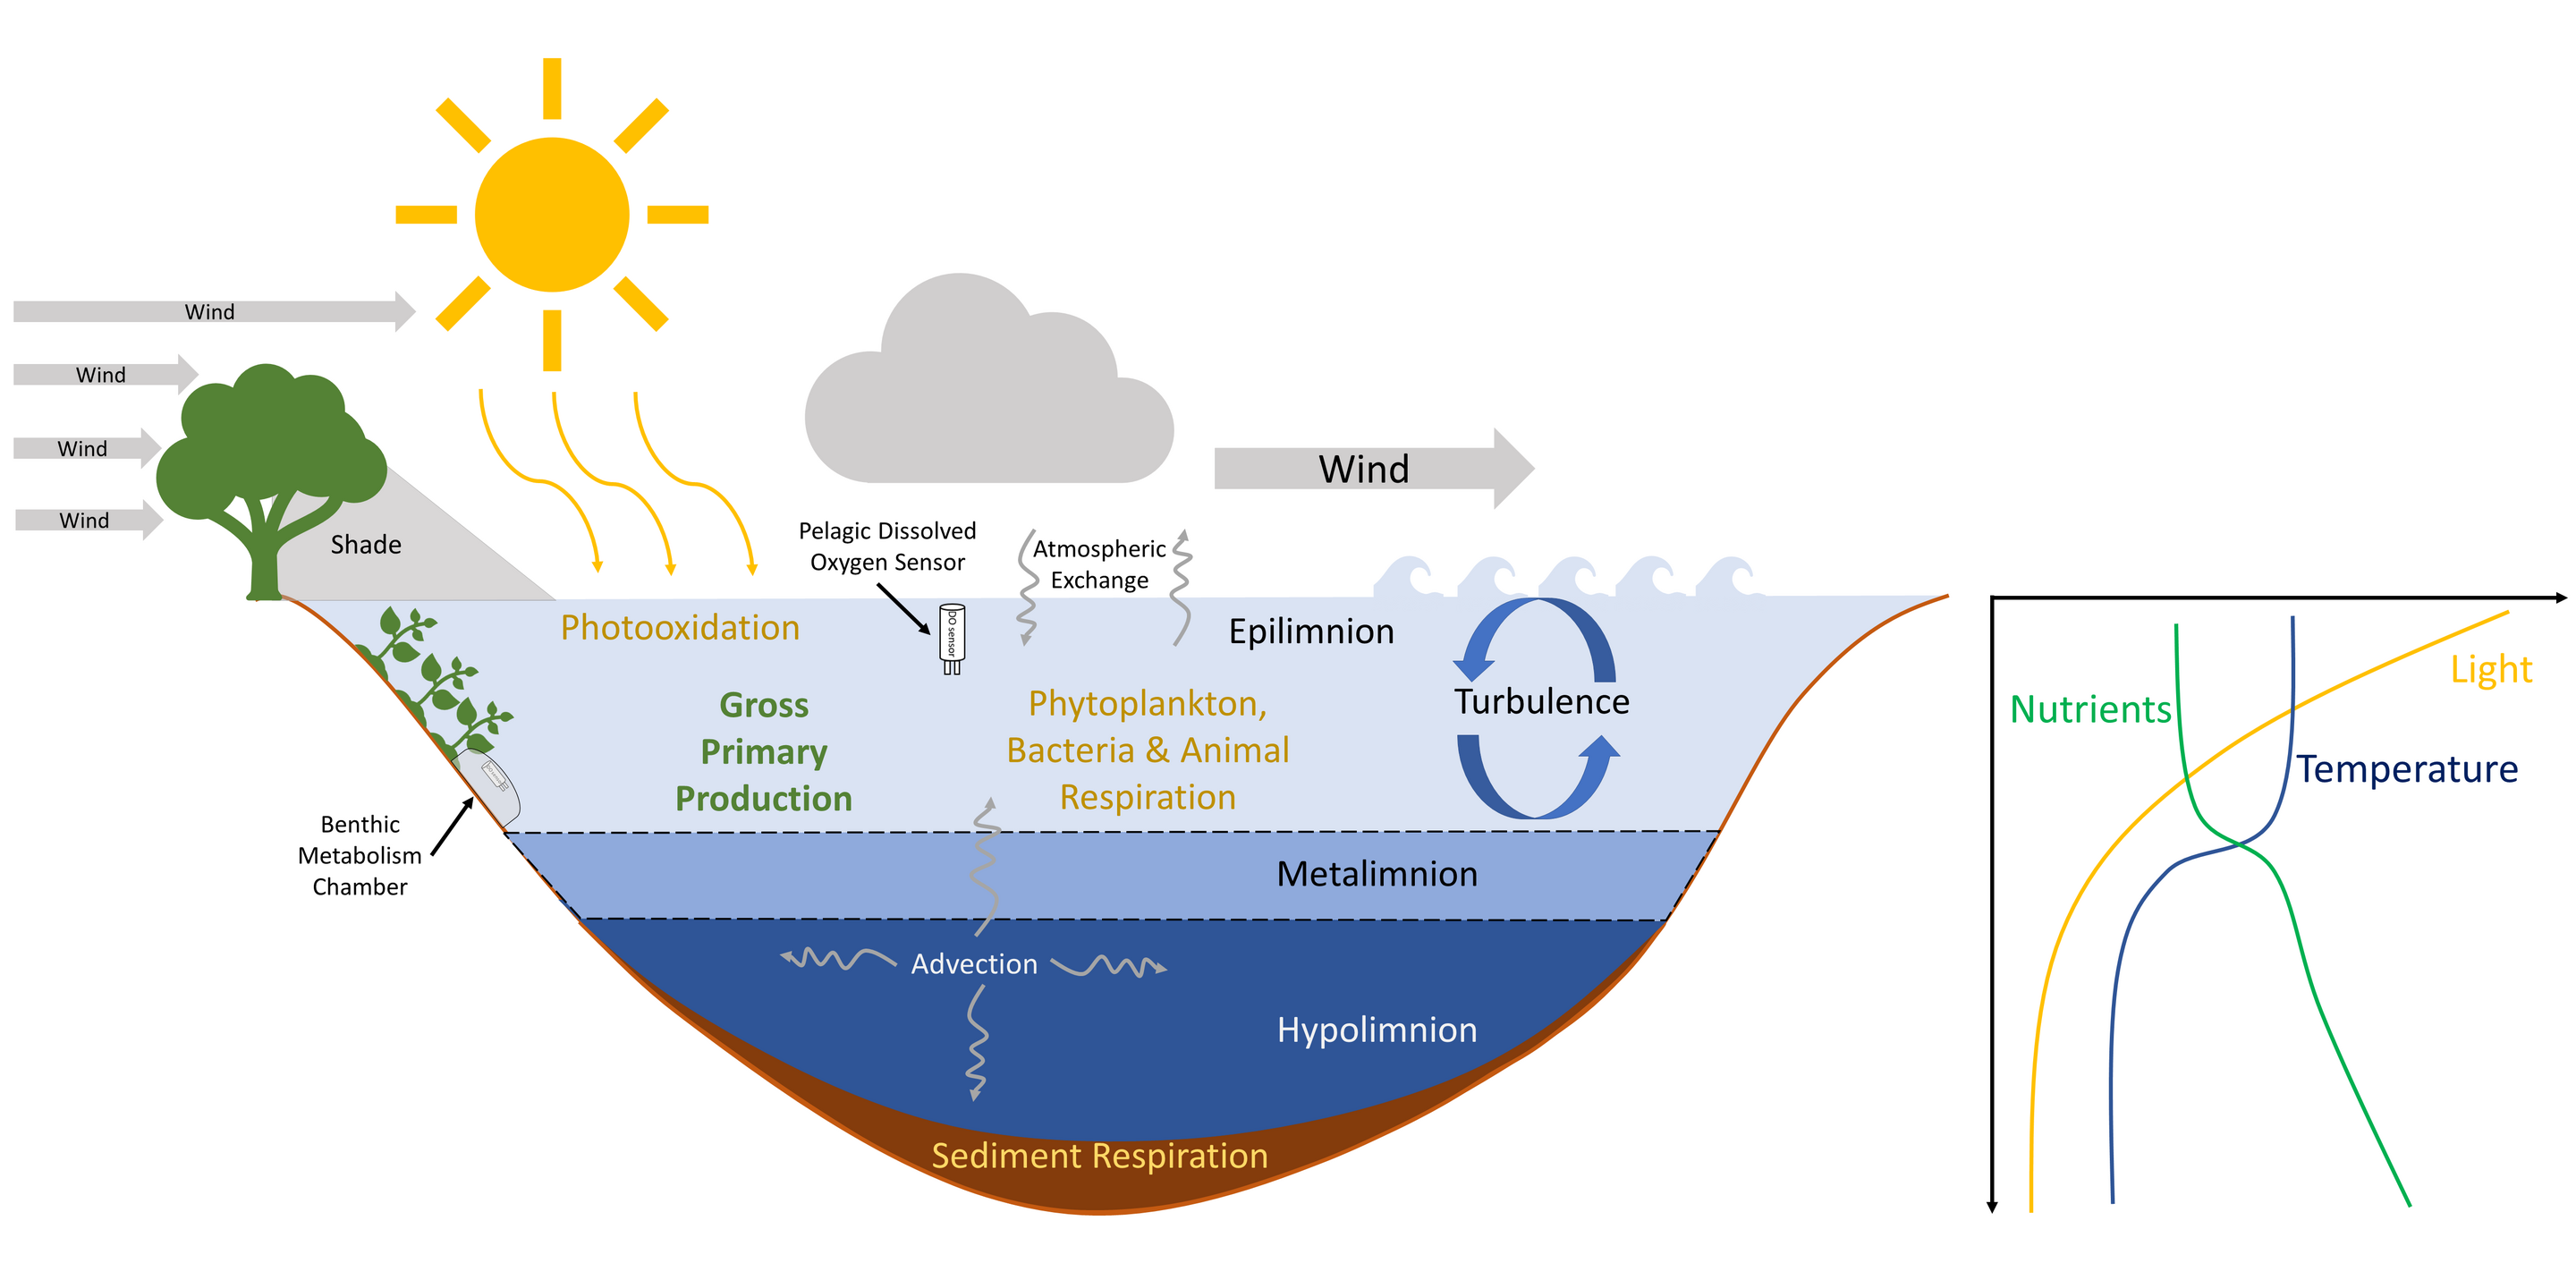 Wind
Wind
Wind
Wind
Shade
Wind
Pelagic Dissolved
Oxygen Sensor
Atmospheric
Exchange
Photooxidation
DO sensor
Epilimnion
Gross
Primary
Production
Phytoplankton,
Bacteria & Animal
Respiration
Turbulence
Benthic
Metabolism
Chamber
Metalimnion
Advection
Hypolimnion
Sediment Respiration
Light
Nutrients
Temperature